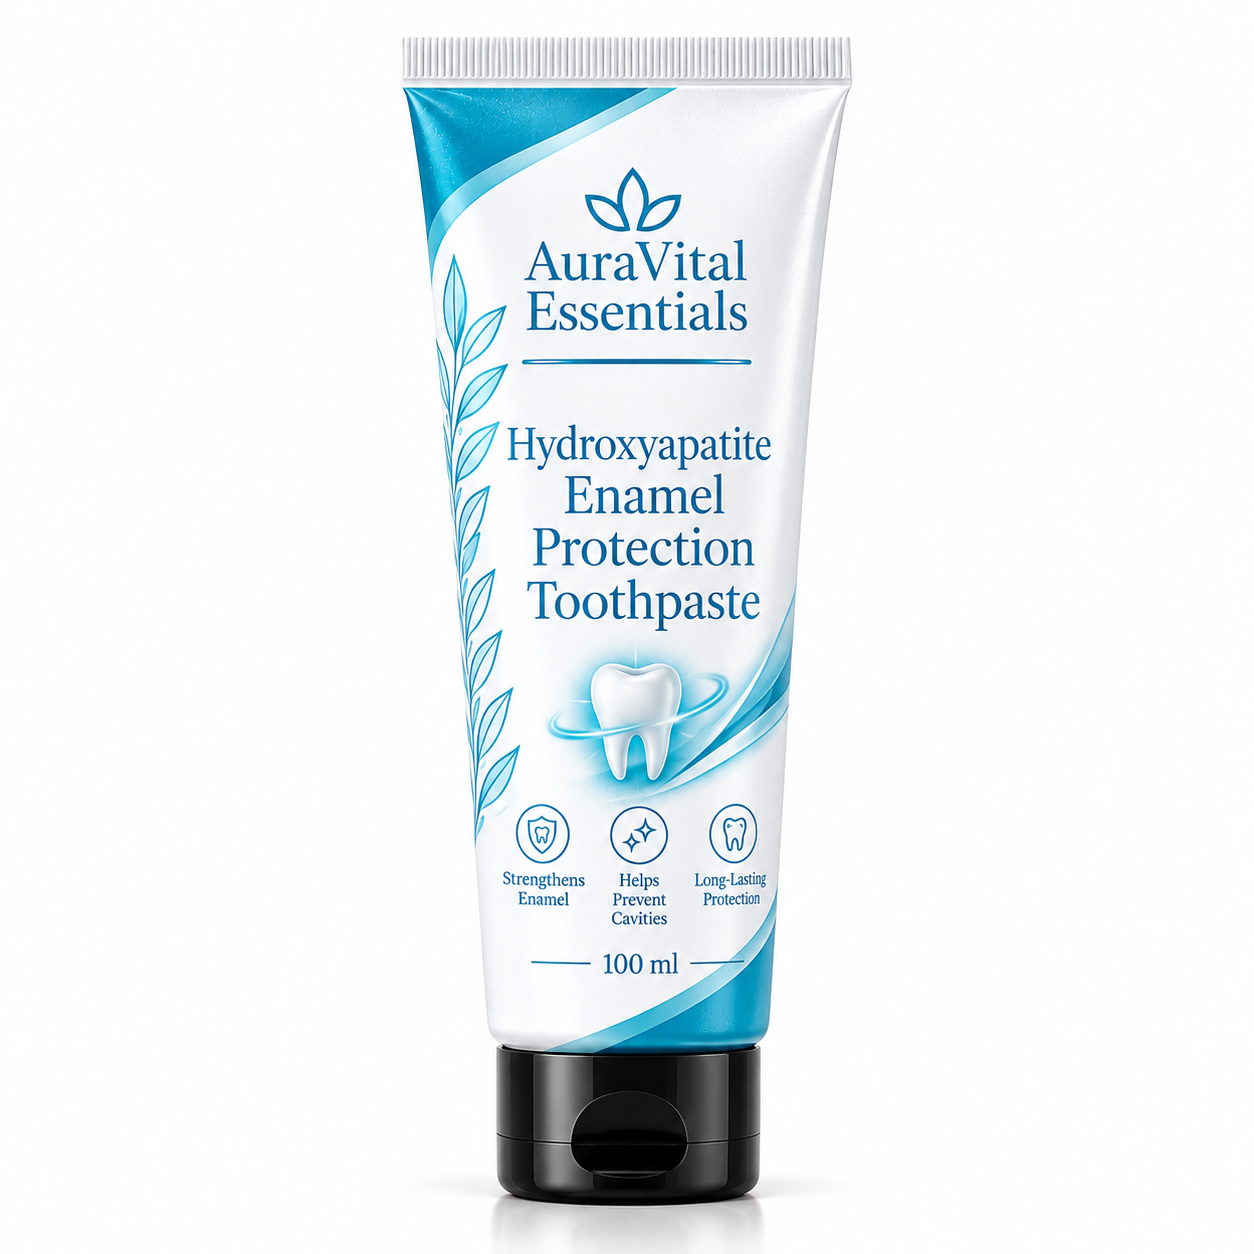 AuraVital
Essentials
Hydroxyapatite
Enamel
Protection
Toothpaste
Strengthens
Enamel
Helps
Prevent
Cavities
Long-Lasting
Protection
100 ml